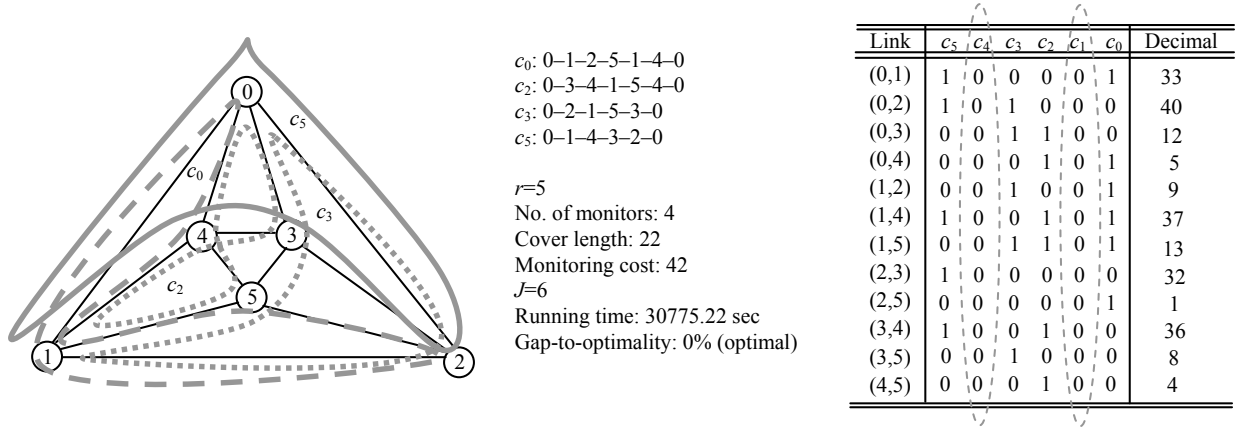 0
c5
c0
c3
4
3
c2
5
1
2
c0: 0–1–2–5–1–4–0
c2: 0–3–4–1–5–4–0
c3: 0–2–1–5–3–0
c5: 0–1–4–3–2–0
r=5
No. of monitors: 4
Cover length: 22
Monitoring cost: 42
J=6
Running time: 30775.22 sec
Gap-to-optimality: 0% (optimal)
Link c5 c4 c3 c2 c1 c0 Decimal
(0,1) 1 0 0 0 0 1 33
(0,2) 1 0 1 0 0 0 40
(0,3) 0 0 1 1 0 0 12
(0,4) 0 0 0 1 0 1 5
(1,2) 0 0 1 0 0 1 9
(1,4) 1 0 0 1 0 1 37
(1,5) 0 0 1 1 0 1 13
(2,3) 1 0 0 0 0 0 32
(2,5) 0 0 0 0 0 1 1
(3,4) 1 0 0 1 0 0 36
(3,5) 0 0 1 0 0 0 8
(4,5) 0 0 0 1 0 0 4